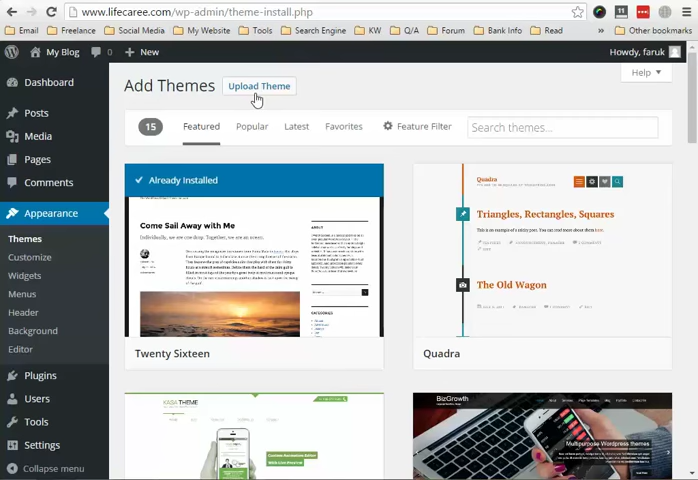 www.lifecaree.com/wp-admin/theme-install.php
Email Freelance Social Media My Website Tools Search Engine KW Q/A Forum Bank Info Read » Other bookmarks
My Blog 0 + New Howdy, faruk
Help
Add Themes Upload Theme
15 Featured Popular Latest Favorites Feature Filter Search themes...
Dashboard
Posts
Media
Pages
Comments
Appearance
Themes
Customize
Widgets
Menus
Header
Background
Editor
Plugins
Users
Tools
Settings
Collapse menu
Already Installed
Come Sail Away with Me
Twenty Sixteen
Quadra
Triangles, Rectangles, Squares
The Old Wagon
Quadra
KABA THEME
BizGrowth
Multipurpose Wordpress themes